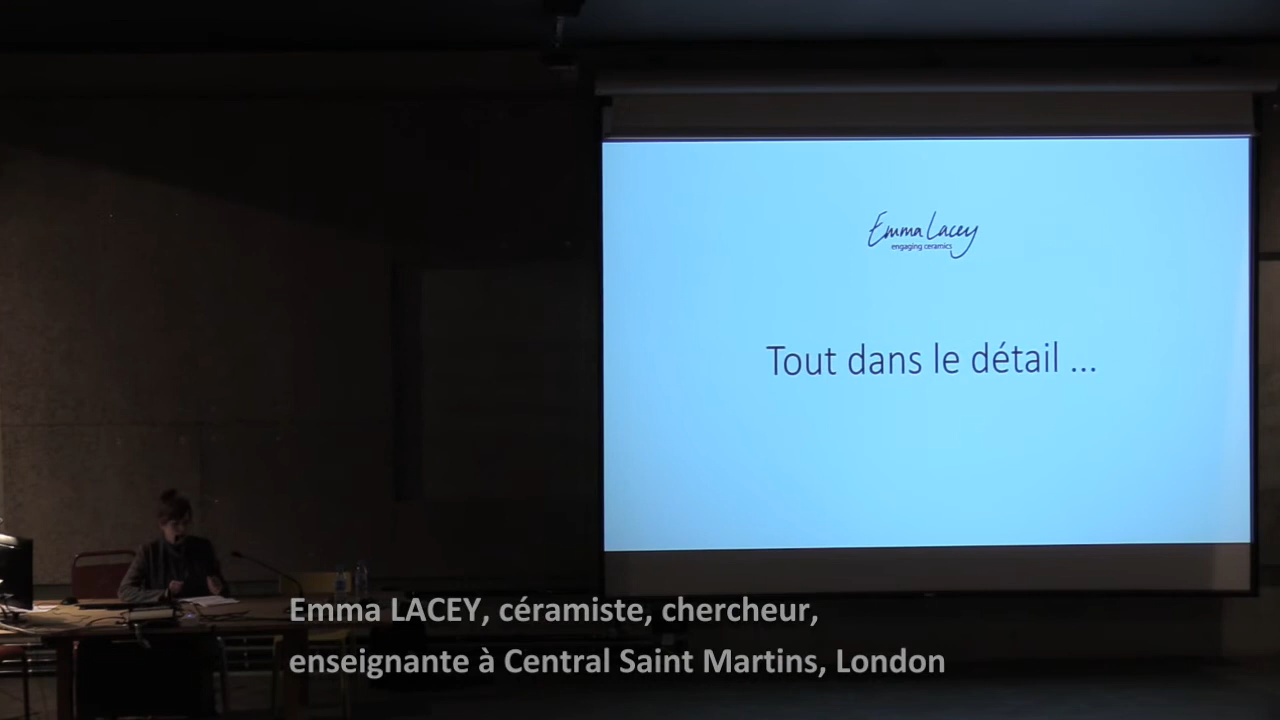 Emma Lacey
engaging ceramics
Tout dans le détail ...
Emma LACEY, céramiste, chercheur,
enseignante à Central Saint Martins, London